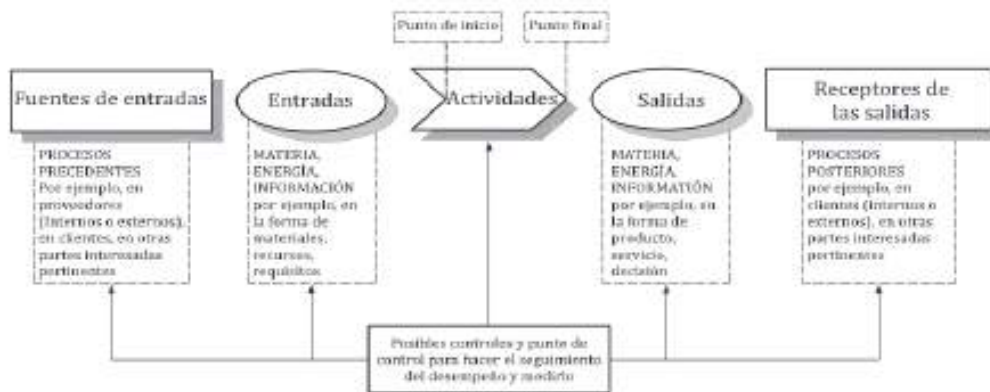 Punto de inicio
Punto final
Fuentes de entradas
Entradas
Actividades
Salidas
Receptores de
las salidas
PROCESOS
PRECEDENTES
Por ejemplo, en
proveedores
(internos o externos),
en clientes, en otras
partes interesadas
pertinentes
MATERIA,
ENERGÍA,
INFORMACIÓN
por ejemplo, en
la forma de
materiales,
recursos,
requisitos
MATERIA,
ENERGÍA,
INFORMATIÓN
por ejemplo, en
la forma de
producto,
servicio,
decisión
PROCESOS
POSTERIORES
por ejemplo, en
clientes (internos o
externos), en otras
partes interesadas
pertinentes
Posibles controles y punto de
control para hacer el seguimiento
del desempeño y medirlo